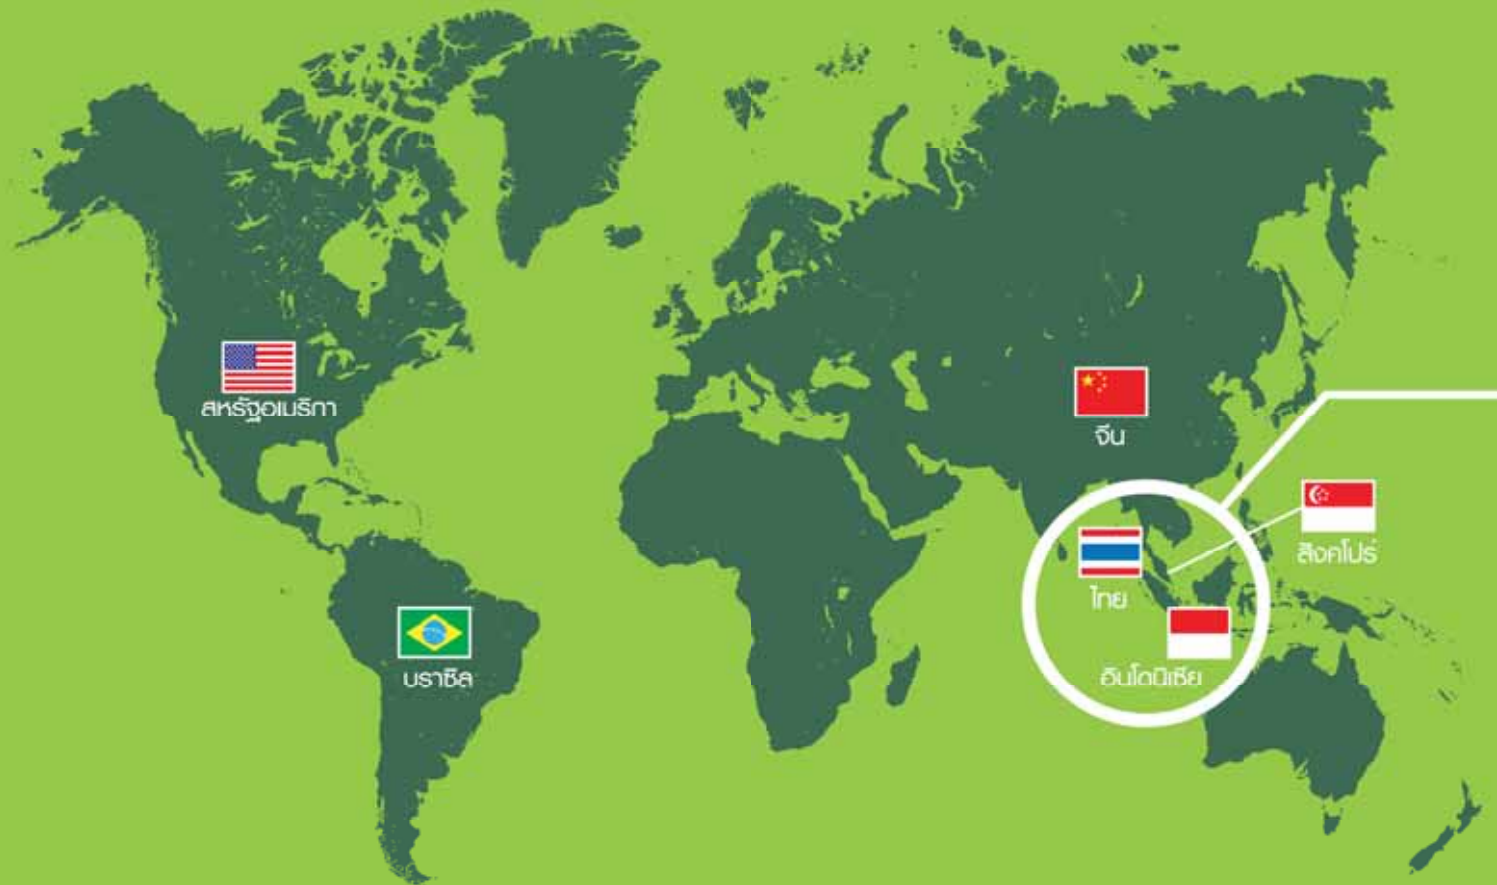 สหรัฐอเมริกา
จีน
สิงคโปร์
ไทย
บราซิล
อินโดนิเซีย